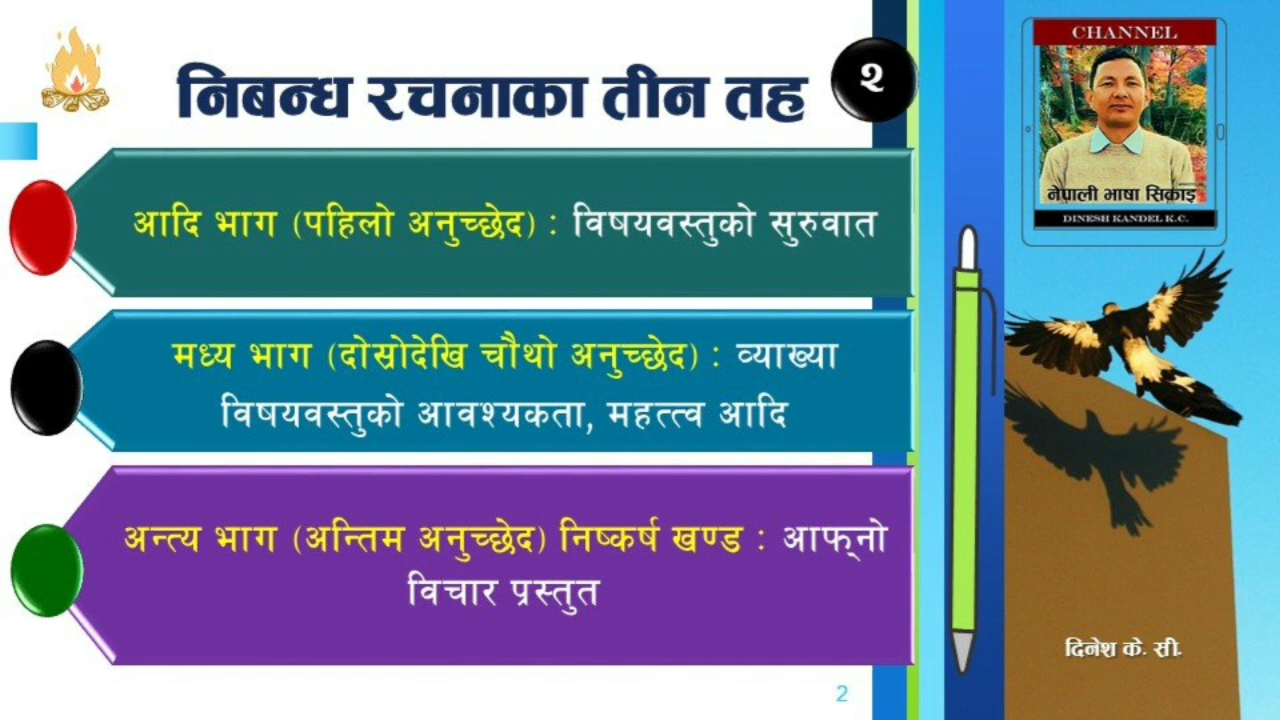 निबन्ध रचनाका तीन तह
२
आदि भाग (पहिलो अनुच्छेद) : विषयवस्तुको सुरुवात
मध्य भाग (दोस्रोदेखि चौथो अनुच्छेद) : व्याख्या
विषयवस्तुको आवश्यकता, महत्त्व आदि
अन्त्य भाग (अन्तिम अनुच्छेद) निष्कर्ष खण्ड : आफ्‌नो
विचार प्रस्तुत
2
CHANNEL
नेपाली भाषा सिकाइ
DINESH KANDEL K.C.
दिनेश के. सी.